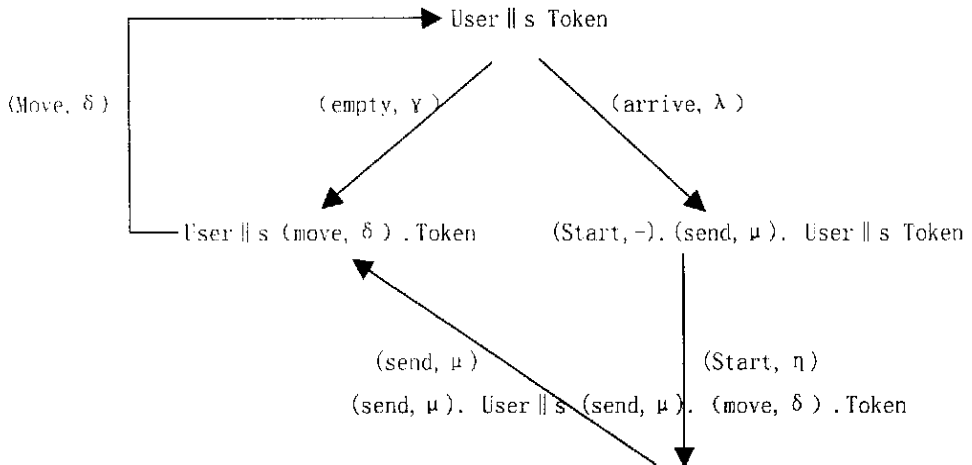 User‖s Token
(Move, δ)
(empty, γ)
(arrive, λ)
User‖s (move, δ).Token
(Start,-).(send, μ). User‖s Token
(send, μ)
(Start, η)
(send, μ). User‖s (send, μ). (move, δ).Token